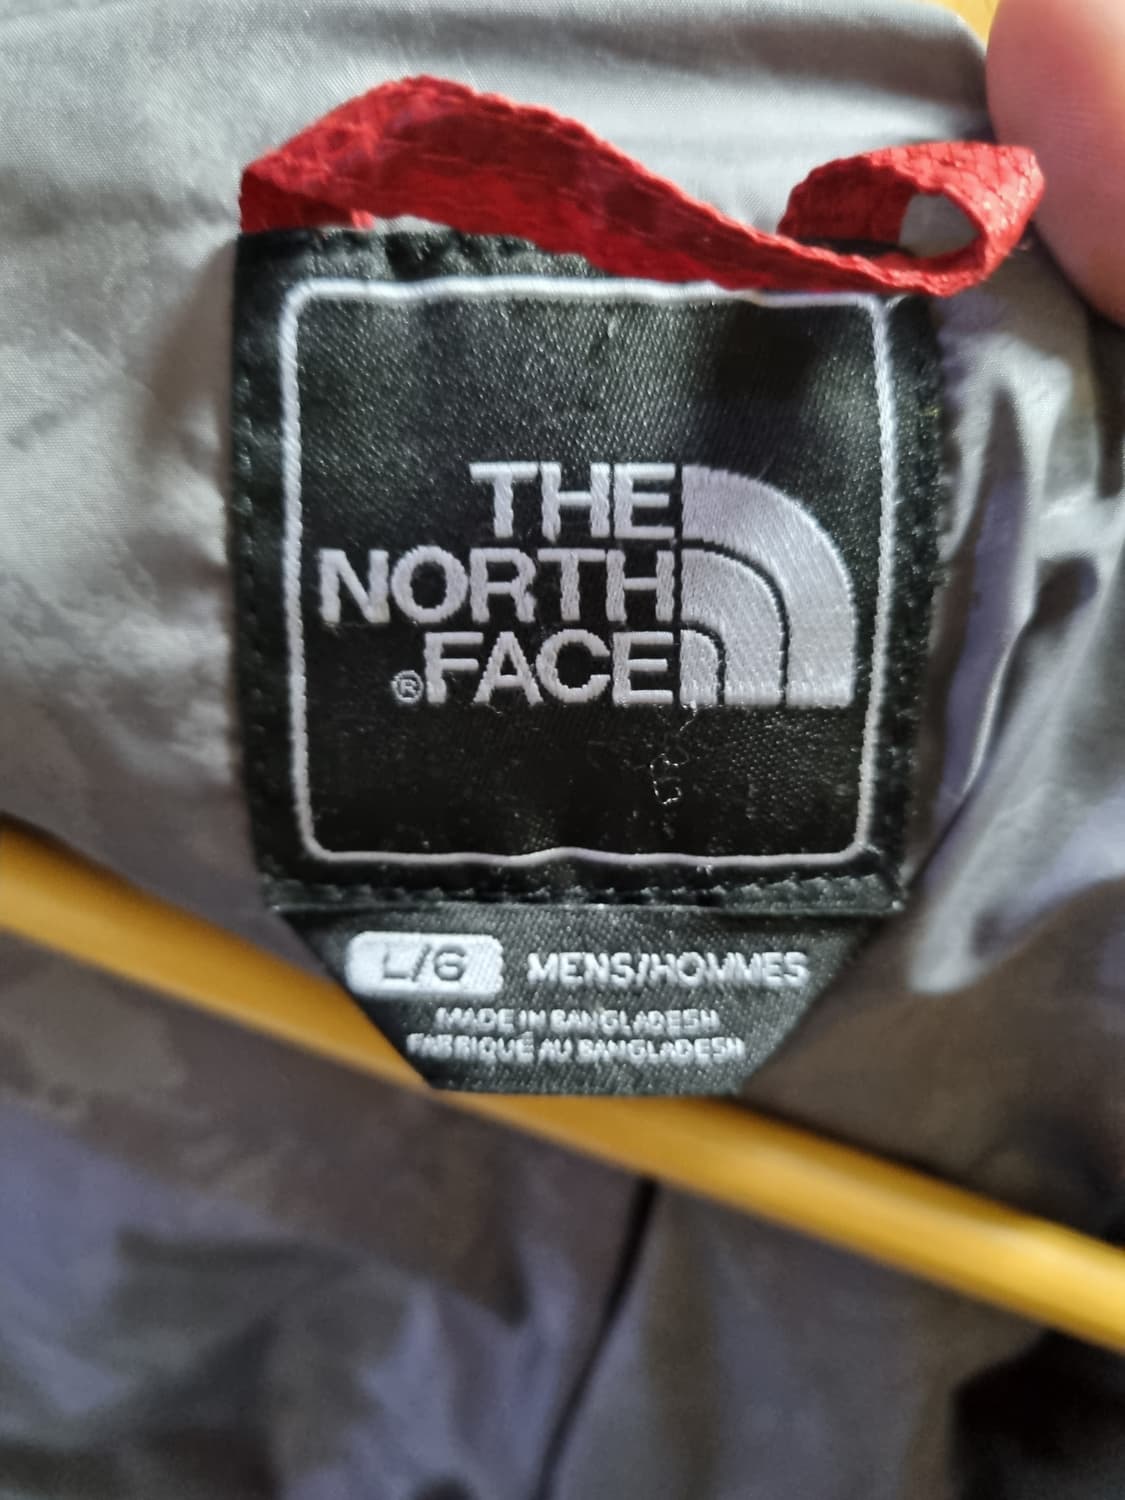 THE
NORTH
®FACE
L/G MENS/HOMMES
MADE IN BANGLADESH
FABRIQUÉ AU BANGLADESH